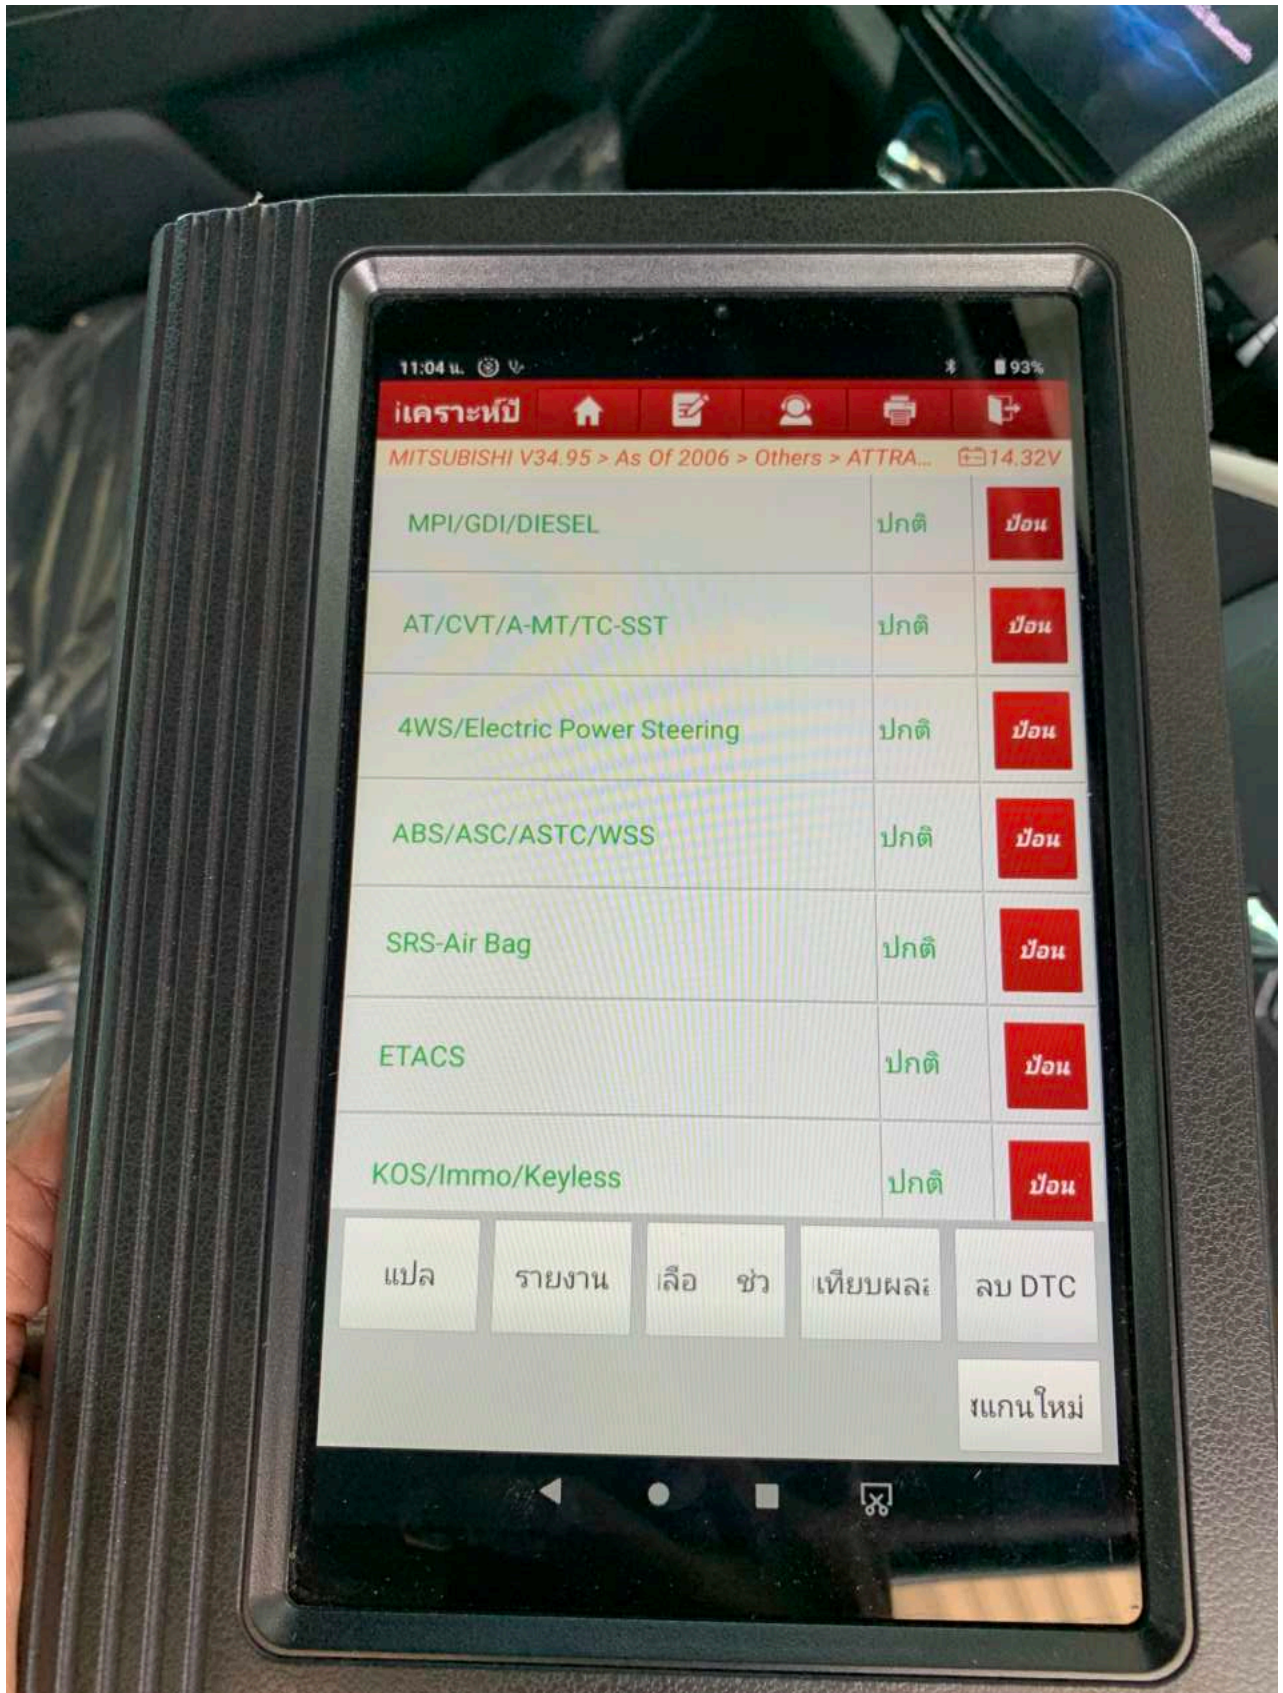 11:04 น. 93%
iเคราะห์ปั
MITSUBISHI V34.95 > As Of 2006 > Others > ATTRA... 14.32V
MPI/GDI/DIESEL ปกติ ป้อน
AT/CVT/A-MT/TC-SST ปกติ ป้อน
4WS/Electric Power Steering ปกติ ป้อน
ABS/ASC/ASTC/WSS ปกติ ป้อน
SRS-Air Bag ปกติ ป้อน
ETACS ปกติ ป้อน
KOS/Immo/Keyless ปกติ ป้อน
แปล รายงาน เลือ ช่ว เทียบผละ ลบ DTC
แกนใหม่